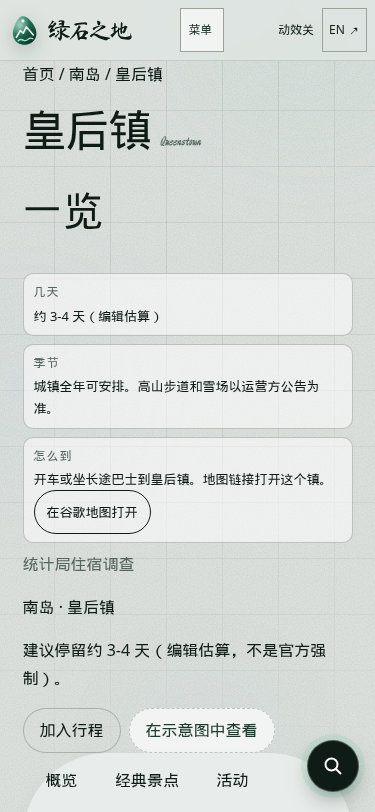 绿石之地
菜单
动效关
EN ↗
首页 / 南岛 / 皇后镇
皇后镇 Queenstown
一览
几天
约 3-4 天（编辑估算）
季节
城镇全年可安排。高山步道和雪场以运营方公告为
准。
怎么到
开车或坐长途巴士到皇后镇。地图链接打开这个镇。
在谷歌地图打开
统计局住宿调查
南岛 · 皇后镇
建议停留约 3-4 天（编辑估算，不是官方强
制）。
加入行程
在示意图中查看
概览
经典景点
活动